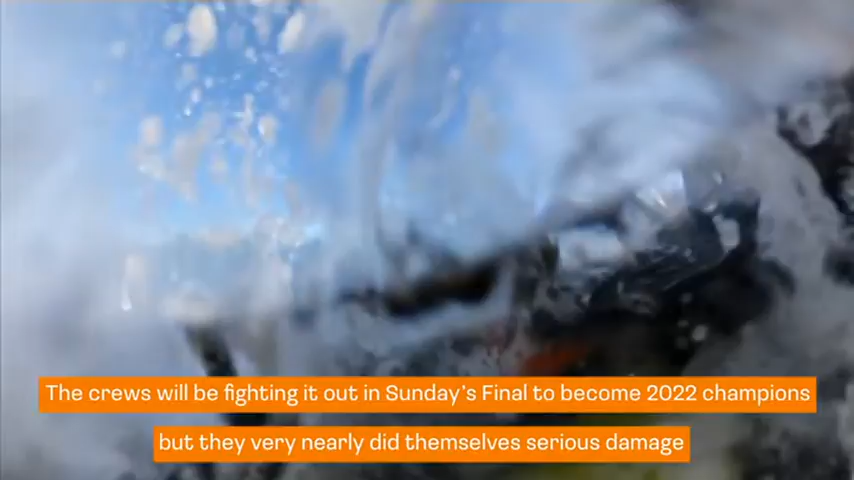 The crews will be fighting it out in Sunday's Final to become 2022 champions
but they very nearly did themselves serious damage